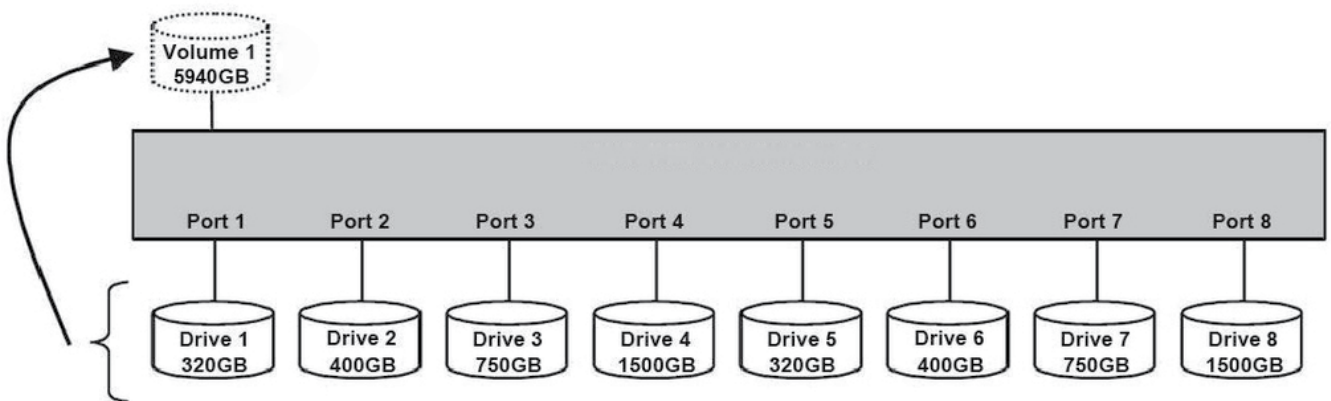 Volume 1
5940GB
Port 1 Port 2 Port 3 Port 4 Port 5 Port 6 Port 7 Port 8
Drive 1 Drive 2 Drive 3 Drive 4 Drive 5 Drive 6 Drive 7 Drive 8
320GB 400GB 750GB 1500GB 320GB 400GB 750GB 1500GB